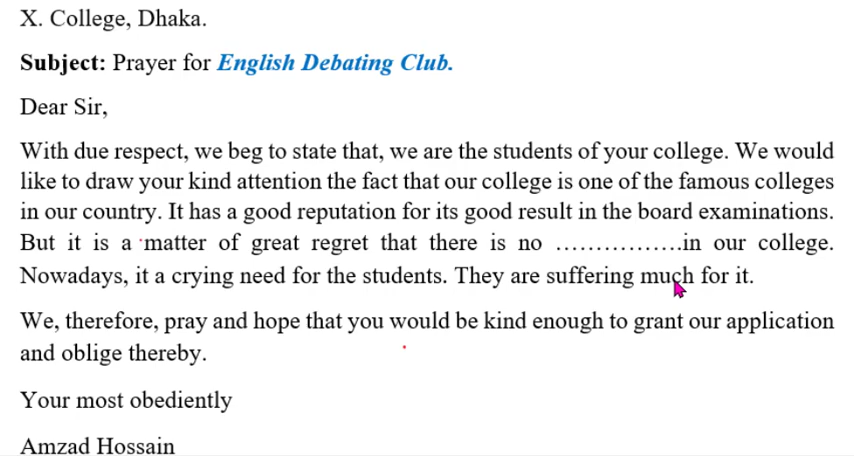 X. College, Dhaka.
Subject: Prayer for English Debating Club.
Dear Sir,
With due respect, we beg to state that, we are the students of your college. We would
like to draw your kind attention the fact that our college is one of the famous colleges
in our country. It has a good reputation for its good result in the board examinations.
But it is a matter of great regret that there is no ................in our college.
Nowadays, it a crying need for the students. They are suffering much for it.
We, therefore, pray and hope that you would be kind enough to grant our application
and oblige thereby.
Your most obediently
Amzad Hossain